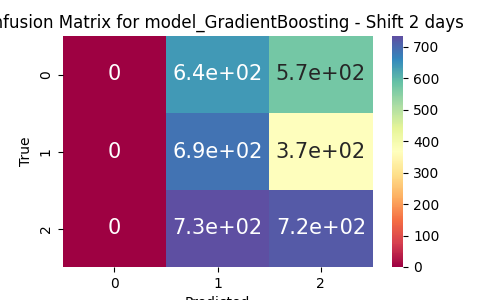 nfusion Matrix for model_GradientBoosting - Shift 2 days
0 0 6.4e+02 5.7e+02
1 0 6.9e+02 3.7e+02
2 0 7.3e+02 7.2e+02
True
0 1 2
Predicted
700
600
500
400
300
200
100
0